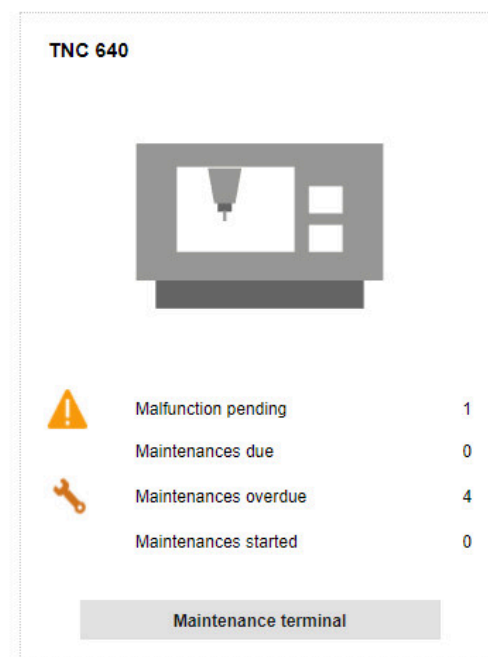 TNC 640
Malfunction pending 1
Maintenances due 0
Maintenances overdue 4
Maintenances started 0
Maintenance terminal